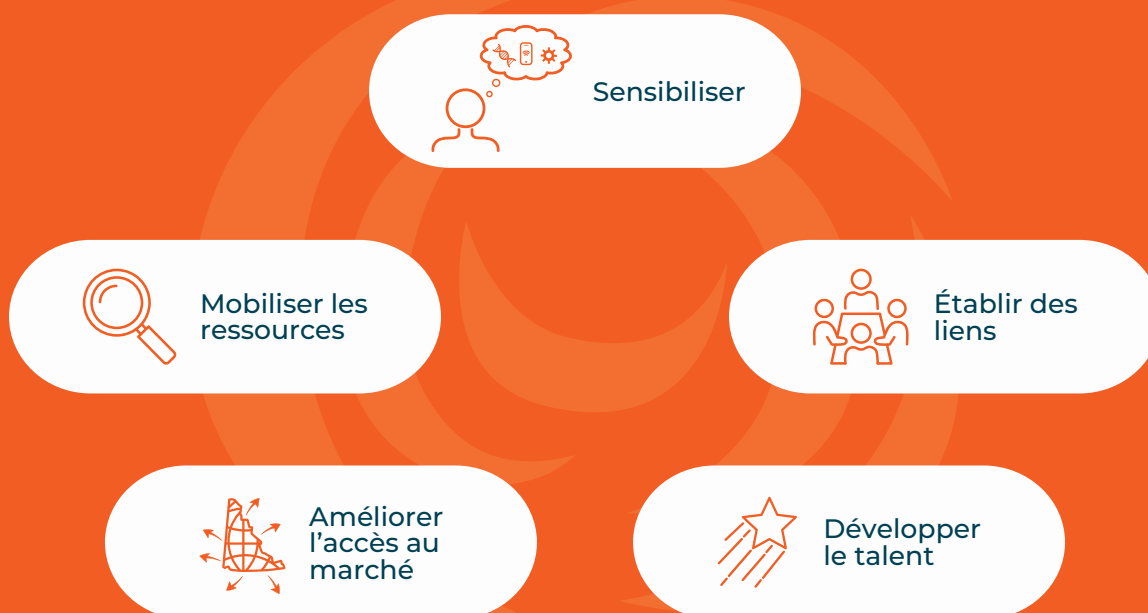 Sensibiliser
Mobiliser les
ressources
Établir des
liens
Améliorer
l’accès au
marché
Développer
le talent